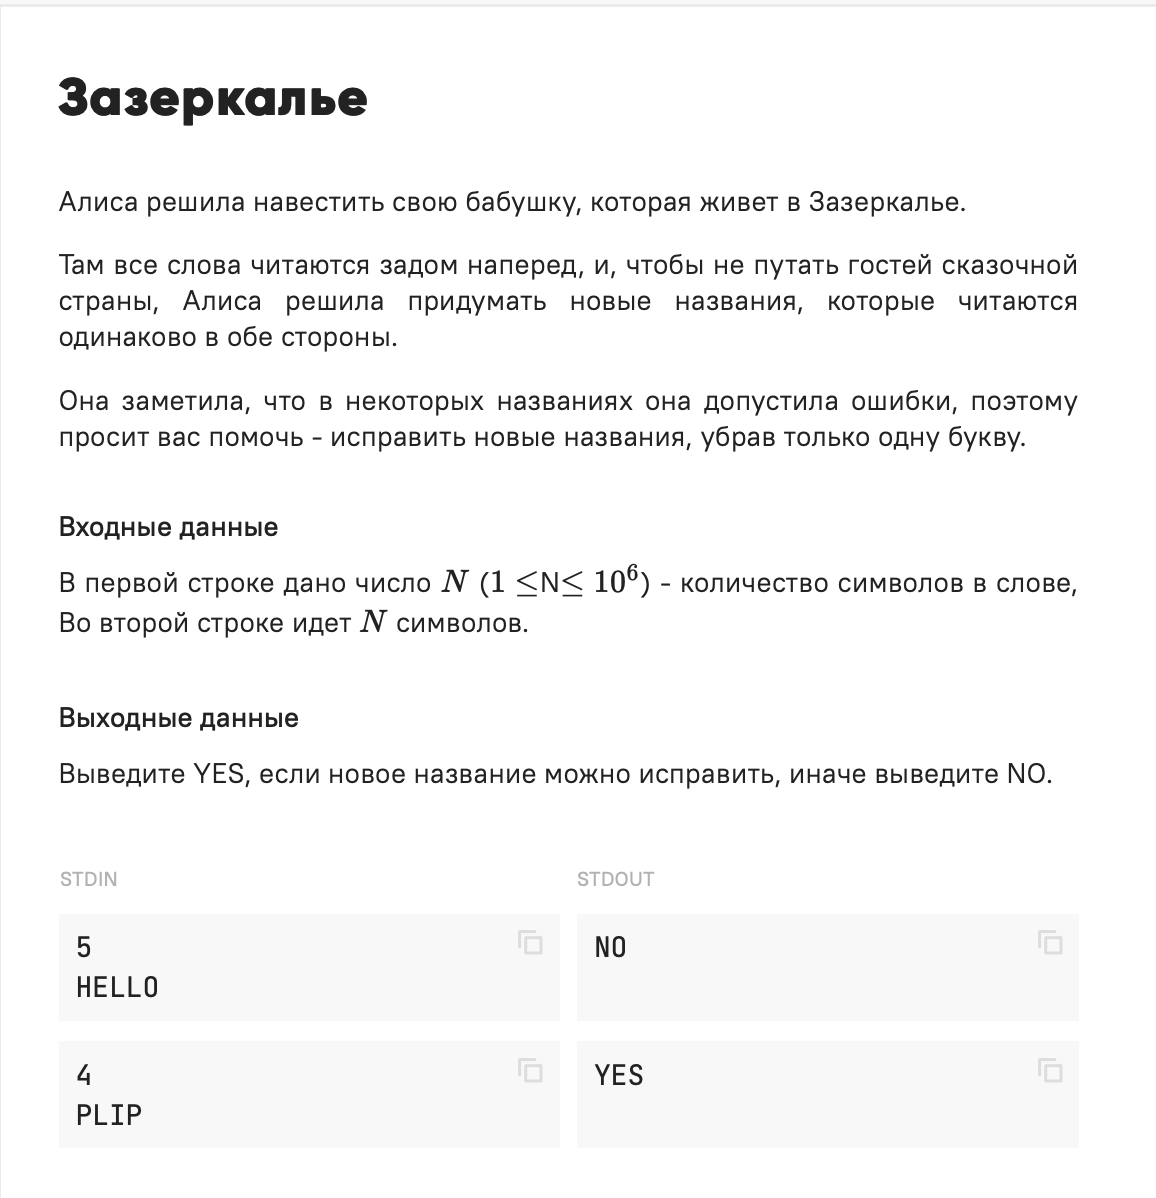 Зазеркалье
Алиса решила навестить свою бабушку, которая живет в Зазеркалье.
Там все слова читаются задом наперед, и, чтобы не путать гостей сказочной
страны, Алиса решила придумать новые названия, которые читаются
одинаково в обе стороны.
Она заметила, что в некоторых названиях она допустила ошибки, поэтому
просит вас помочь - исправить новые названия, убрав только одну букву.
Входные данные
В первой строке дано число N (1 ≤N≤ 10⁶) - количество символов в слове,
Во второй строке идет N символов.
Выходные данные
Выведите YES, если новое название можно исправить, иначе выведите NO.
STDIN STDOUT
5 NO
HELLO
4 YES
PLIP